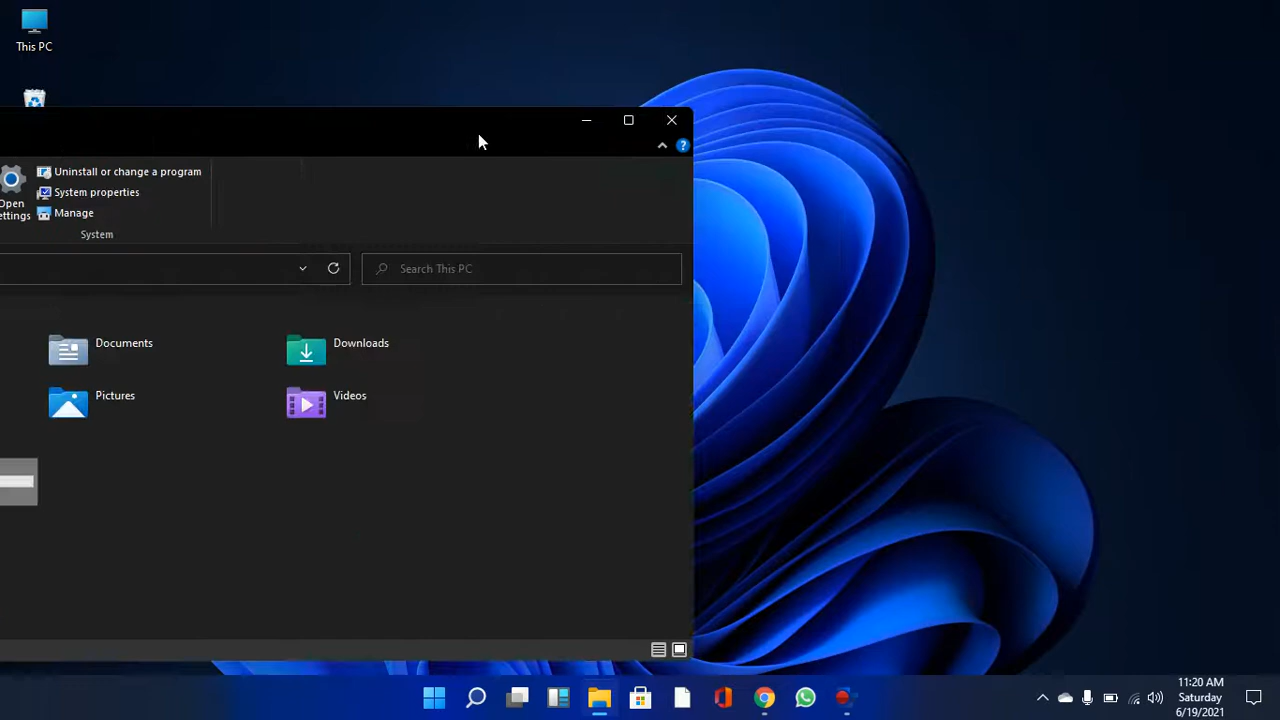 This PC
Uninstall or change a program
System properties
Open
ettings
Manage
System
Search This PC
Documents
Downloads
Pictures
Videos
11:20 AM
Saturday
6/19/2021